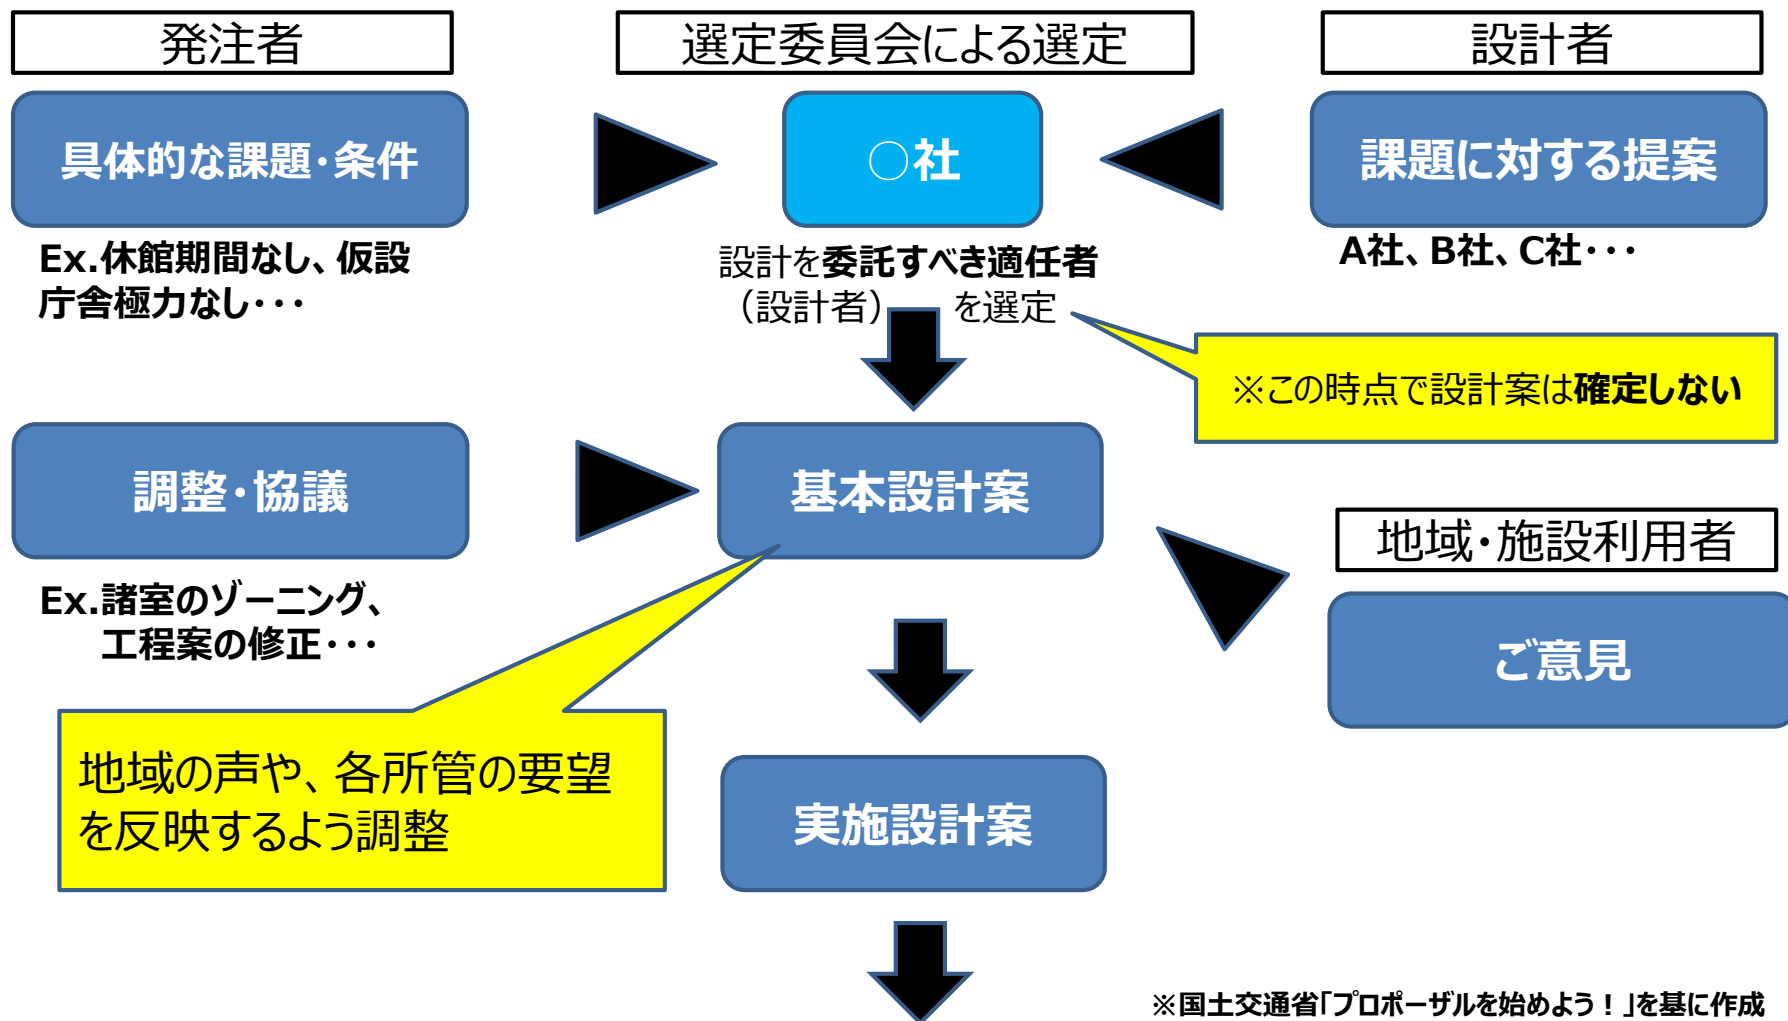 発注者
選定委員会による選定
設計者
具体的な課題・条件
○社
課題に対する提案
Ex.休館期間なし、仮設
庁舎極力なし・・・
設計を委託すべき適任者
（設計者）　を選定
A社、B社、C社・・・
※この時点で設計案は確定しない
調整・協議
基本設計案
地域・施設利用者
Ex.諸室のゾーニング、
工程案の修正・・・
ご意見
地域の声や、各所管の要望
を反映するよう調整
実施設計案
※国土交通省「プロポーザルを始めよう！」を基に作成